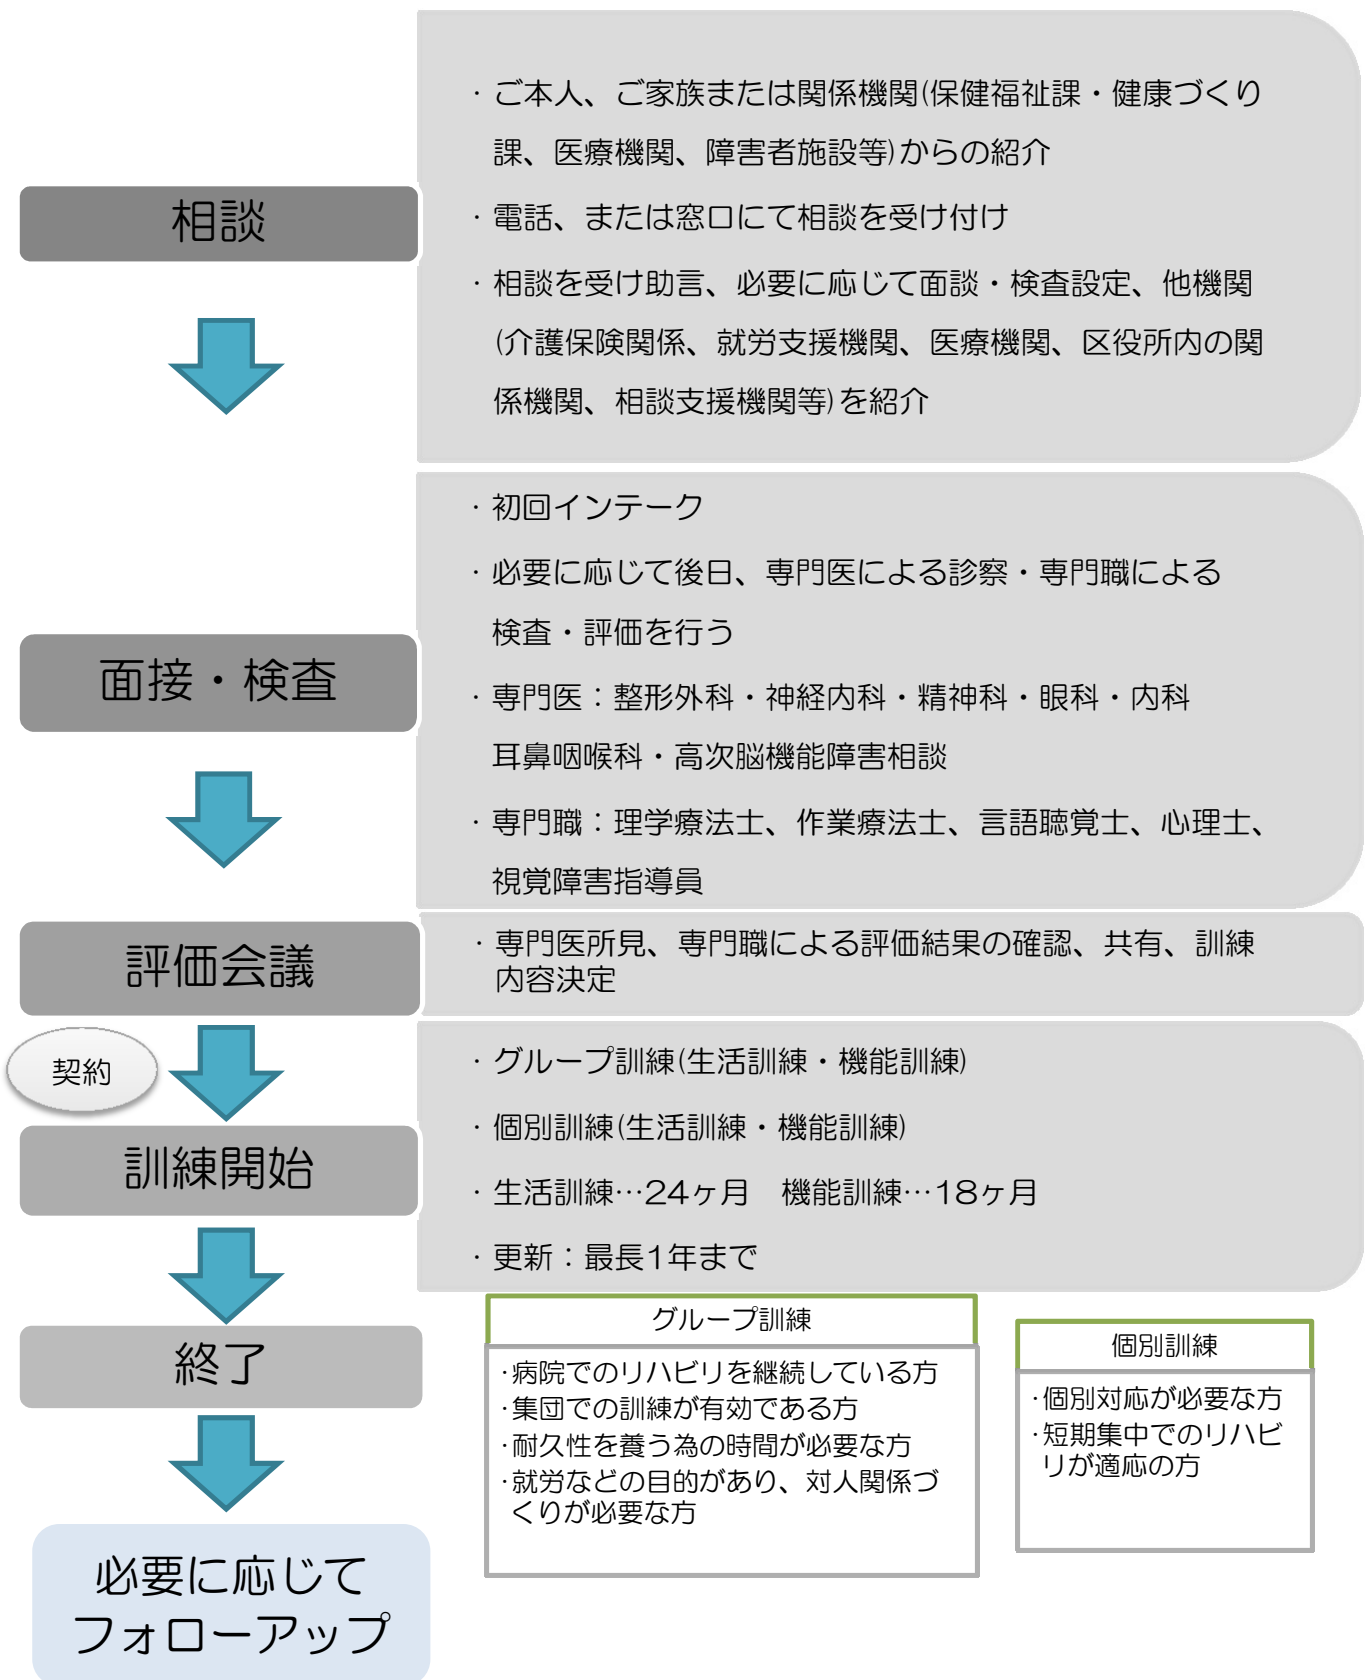 ・ご本人、ご家族または関係機関(保健福祉課・健康づくり
課、医療機関、障害者施設等)からの紹介
相談
・電話、または窓口にて相談を受け付け
・相談を受け助言、必要に応じて面談・検査設定、他機関
(介護保険関係、就労支援機関、医療機関、区役所内の関
係機関、相談支援機関等)を紹介
・初回インテーク
・必要に応じて後日、専門医による診察・専門職による
検査・評価を行う
面接・検査
・専門医：整形外科・神経内科・精神科・眼科・内科
耳鼻咽喉科・高次脳機能障害相談
・専門職：理学療法士、作業療法士、言語聴覚士、心理士、
視覚障害指導員
評価会議
・専門医所見、専門職による評価結果の確認、共有、訓練
内容決定
契約
・グループ訓練(生活訓練・機能訓練)
・個別訓練(生活訓練・機能訓練)
訓練開始
・生活訓練…24ヶ月　機能訓練…18ヶ月
・更新：最長1年まで
終了
グループ訓練
・病院でのリハビリを継続している方
・集団での訓練が有効である方
・耐久性を養う為の時間が必要な方
・就労などの目的があり、対人関係づ
くりが必要な方
個別訓練
・個別対応が必要な方
・短期集中でのリハビ
リが適応の方
必要に応じて
フォローアップ